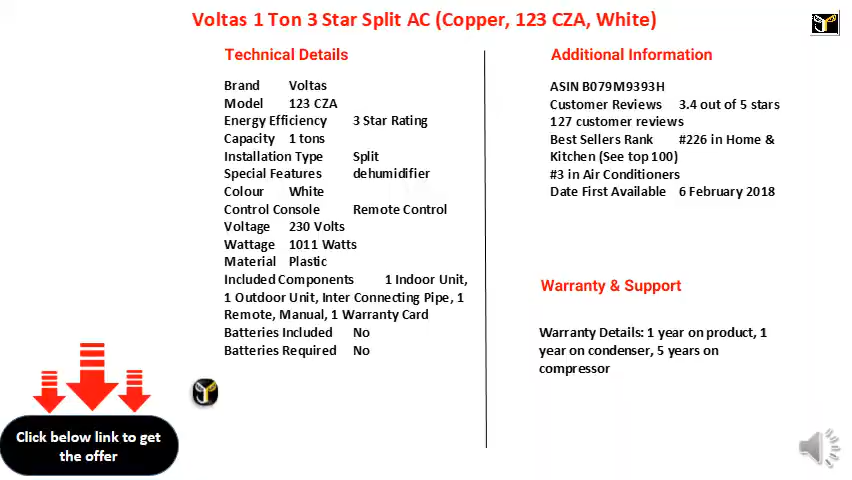 Voltas 1 Ton 3 Star Split AC (Copper, 123 CZA, White)
Technical Details
Brand Voltas
Model 123 CZA
Energy Efficiency 3 Star Rating
Capacity 1 tons
Installation Type Split
Special Features dehumidifier
Colour White
Control Console Remote Control
Voltage 230 Volts
Wattage 1011 Watts
Material Plastic
Included Components 1 Indoor Unit,
1 Outdoor Unit, Inter Connecting Pipe, 1
Remote, Manual, 1 Warranty Card
Batteries Included No
Batteries Required No
Additional Information
ASIN B079M9393H
Customer Reviews 3.4 out of 5 stars
127 customer reviews
Best Sellers Rank #226 in Home &
Kitchen (See top 100)
#3 in Air Conditioners
Date First Available 6 February 2018
Warranty & Support
Warranty Details: 1 year on product, 1
year on condenser, 5 years on
compressor
Click below link to get
the offer